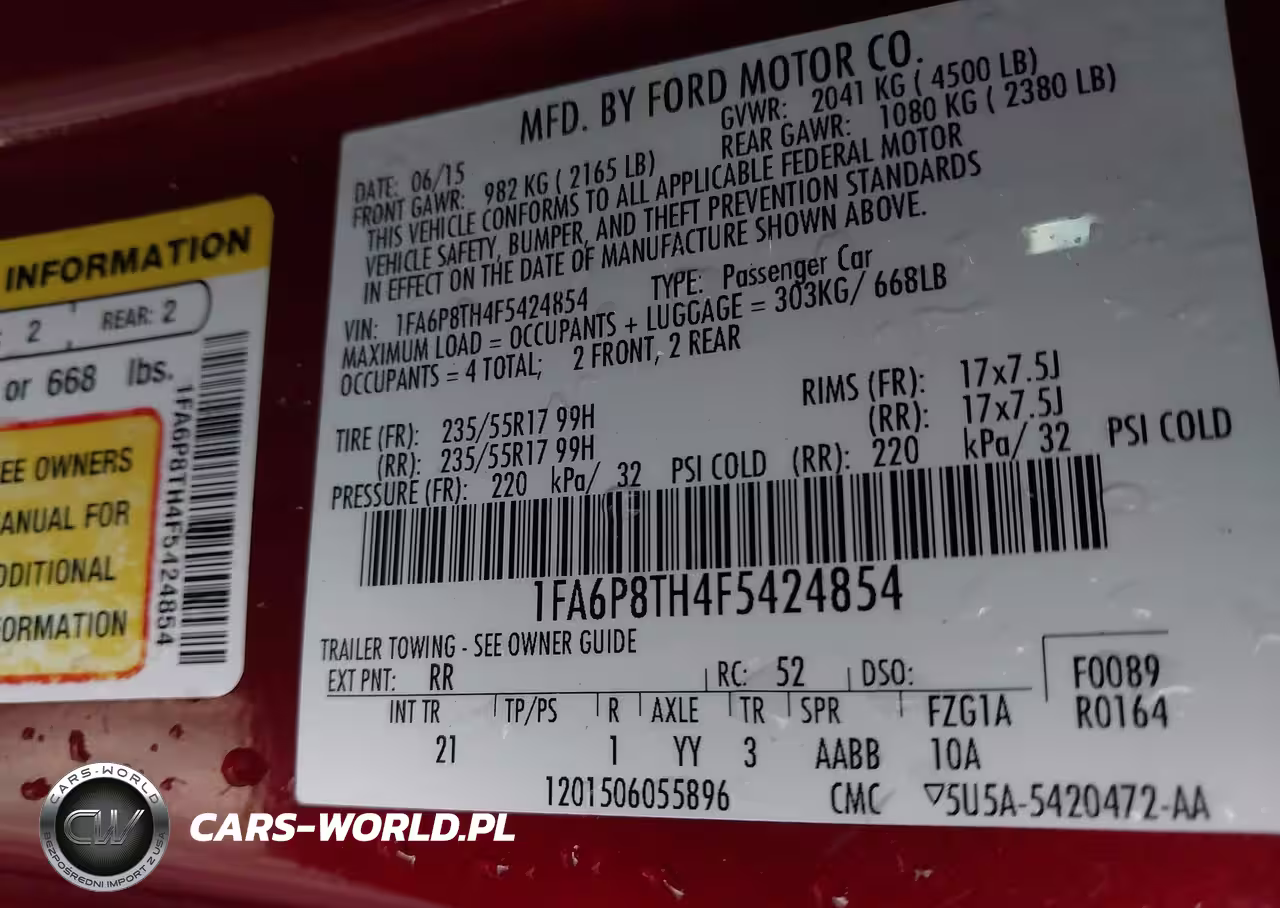 MFD. BY FORD MOTOR CO.
DATE: 06/15 GVWR: 2041 KG ( 4500 LB)
FRONT GAWR: 982 KG ( 2165 LB) REAR GAWR: 1080 KG ( 2380 LB)
THIS VEHICLE CONFORMS TO ALL APPLICABLE FEDERAL MOTOR
VEHICLE SAFETY, BUMPER, AND THEFT PREVENTION STANDARDS
IN EFFECT ON THE DATE OF MANUFACTURE SHOWN ABOVE.
VIN: 1FA6P8TH4F5424854 TYPE: Passenger Car
MAXIMUM LOAD = OCCUPANTS + LUGGAGE = 303KG/ 668LB
OCCUPANTS = 4 TOTAL; 2 FRONT, 2 REAR
TIRE (FR): 235/55R17 99H RIMS (FR): 17x7.5J
(RR): 235/55R17 99H (RR): 17x7.5J
PRESSURE (FR): 220 kPa/ 32 PSI COLD (RR): 220 kPa/ 32 PSI COLD
1FA6P8TH4F5424854
TRAILER TOWING - SEE OWNER GUIDE
EXT PNT: RR RC: 52 DSO: F0089
INT TR TP/PS R AXLE TR SPR FZG1A R0164
21 1 YY 3 AABB 10A
1201506055896 CMC ▽5U5A-5420472-AA
INFORMATION
: 2 REAR: 2
or 668 lbs.
EE OWNERS
ANUAL FOR
DDITIONAL
ORMATION
1FA6P8TH4F5424854
CARS-WORLD
CW
BEZPOŚREDNI IMPORT Z USA
CARS-WORLD.PL